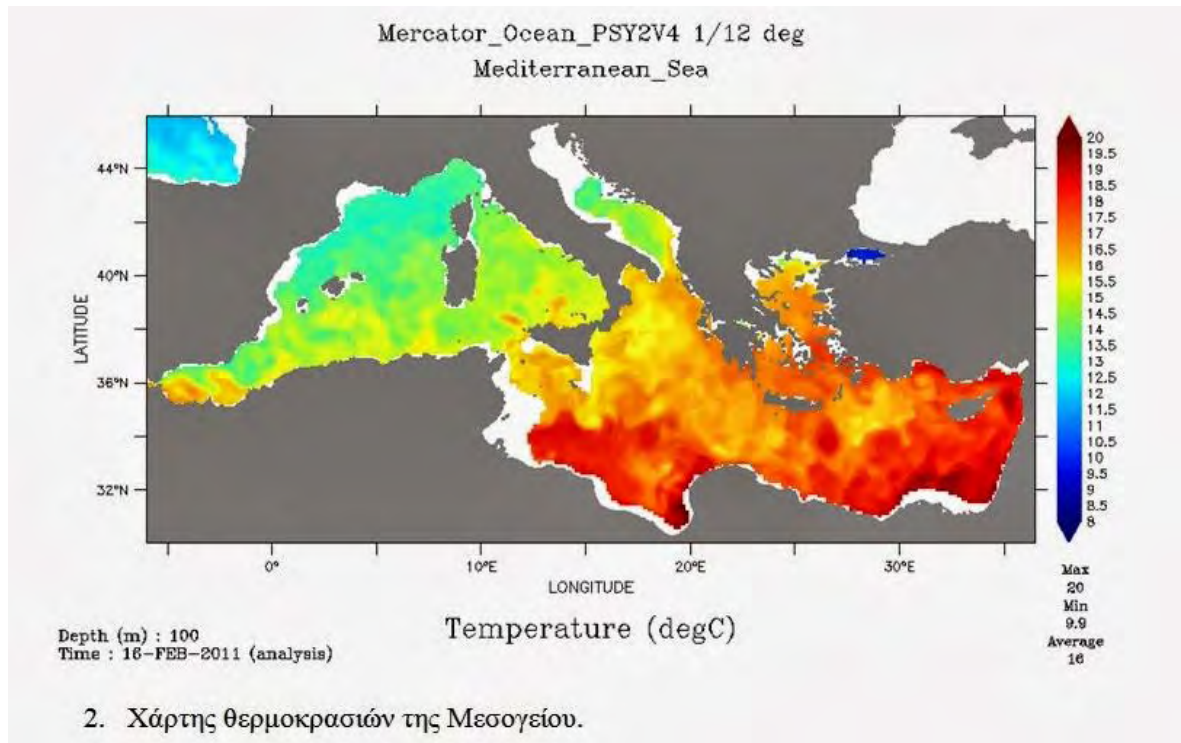 Mercator_Ocean_PSY2V4 1/12 deg
Mediterranean_Sea
44°N
40°N
36°N
32°N
LATITUDE
0°
10°E
20°E
30°E
LONGITUDE
20
19.5
19
18.5
18
17.5
17
16.5
16
15.5
15
14.5
14
13.5
13
12.5
12
11.5
11
10.5
10
9.5
9
8.5
8
Max
20
Min
9.9
Average
16
Temperature (degC)
Depth (m) : 100
Time : 16-FEB-2011 (analysis)
2. Χάρτης θερμοκρασιών της Μεσογείου.